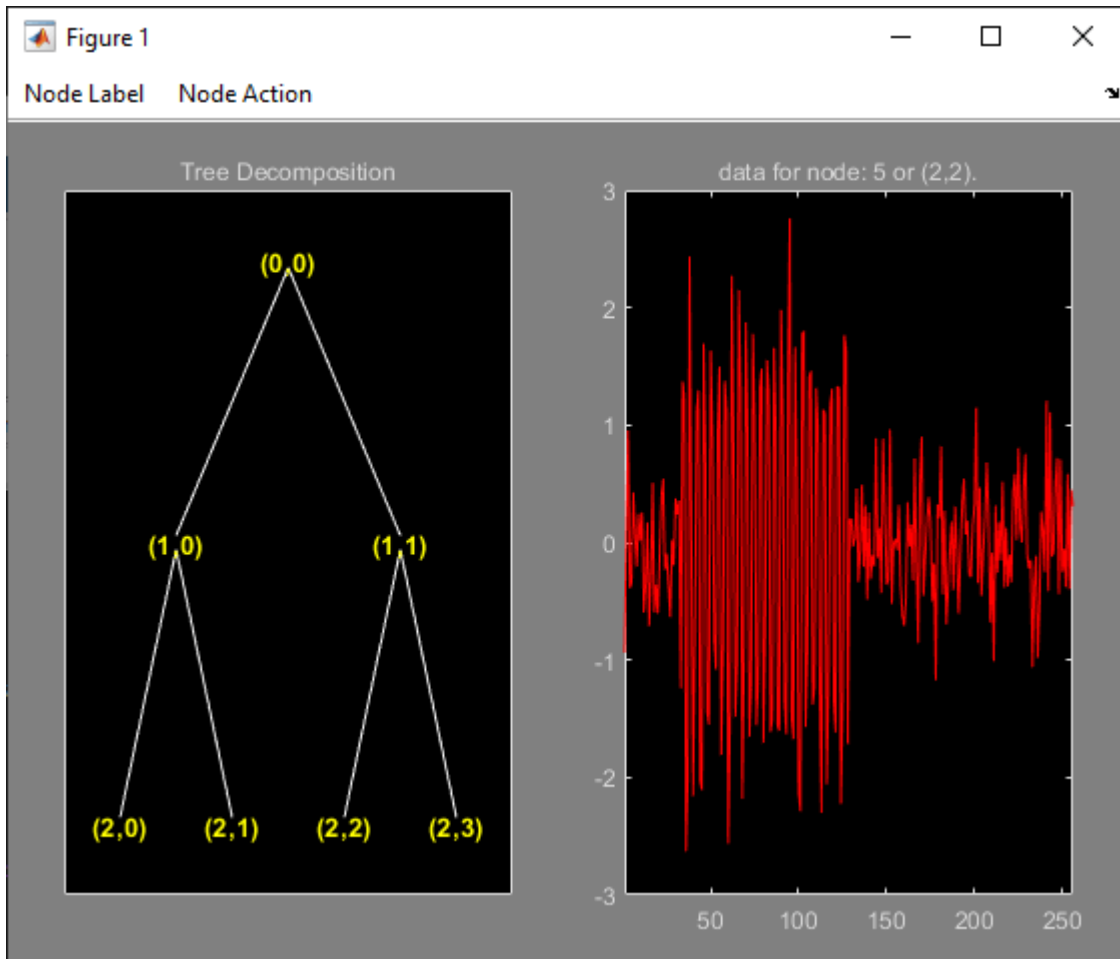 Figure 1
Node Label Node Action
Tree Decomposition
(0,0)
(1,0) (1,1)
(2,0) (2,1) (2,2) (2,3)
data for node: 5 or (2,2).
3
2
1
0
-1
-2
-3
50 100 150 200 250